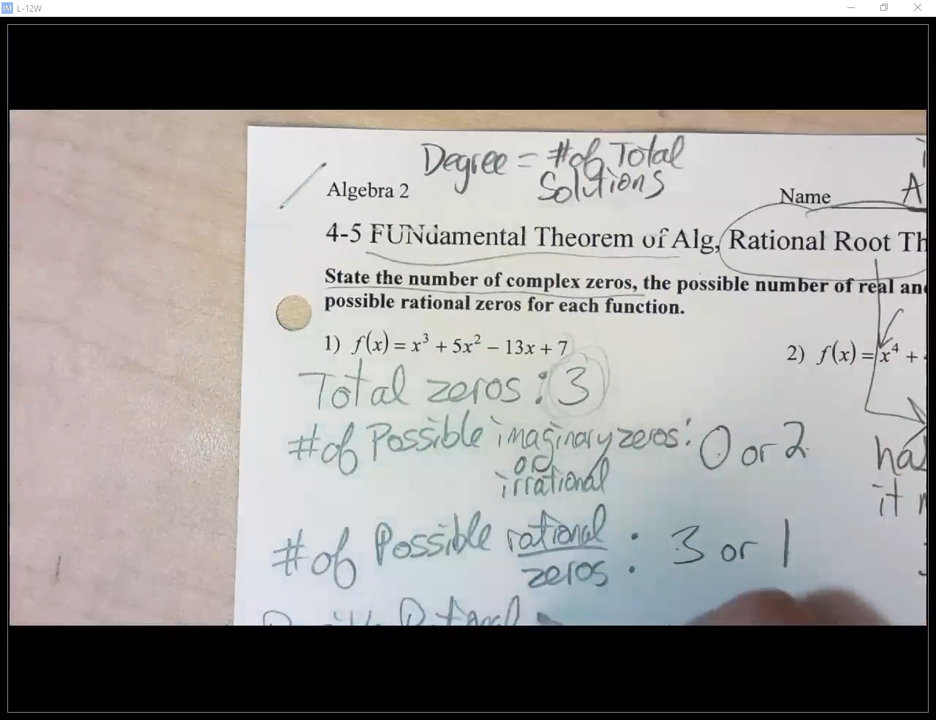 L-12W
Degree = # of Total
Solutions
Algebra 2
Name
4-5 FUNdamental Theorem of Alg, Rational Root Th
State the number of complex zeros, the possible number of real an
possible rational zeros for each function.
1) f(x) = x³ + 5x² − 13x + 7
2) f(x) = x⁴ +
Total zeros : 3
# of Possible imaginary zeros : 0 or 2
or
irrational
ha
it
# of Possible rational zeros : 3 or 1